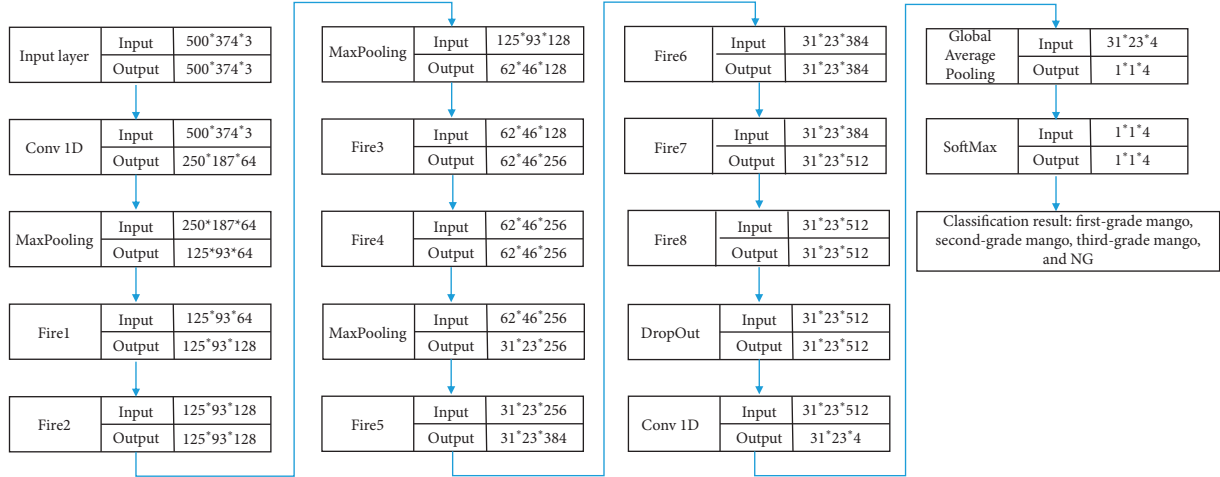 Input layer
Input 500*374*3
Output 500*374*3
Conv 1D
Input 500*374*3
Output 250*187*64
MaxPooling
Input 250*187*64
Output 125*93*64
Fire1
Input 125*93*64
Output 125*93*128
Fire2
Input 125*93*128
Output 125*93*128
MaxPooling
Input 125*93*128
Output 62*46*128
Fire3
Input 62*46*128
Output 62*46*256
Fire4
Input 62*46*256
Output 62*46*256
MaxPooling
Input 62*46*256
Output 31*23*256
Fire5
Input 31*23*256
Output 31*23*384
Fire6
Input 31*23*384
Output 31*23*384
Fire7
Input 31*23*384
Output 31*23*512
Fire8
Input 31*23*512
Output 31*23*512
DropOut
Input 31*23*512
Output 31*23*512
Conv 1D
Input 31*23*512
Output 31*23*4
Global
Average
Pooling
Input 31*23*4
Output 1*1*4
SoftMax
Input 1*1*4
Output 1*1*4
Classification result: first-grade mango,
second-grade mango, third-grade mango,
and NG